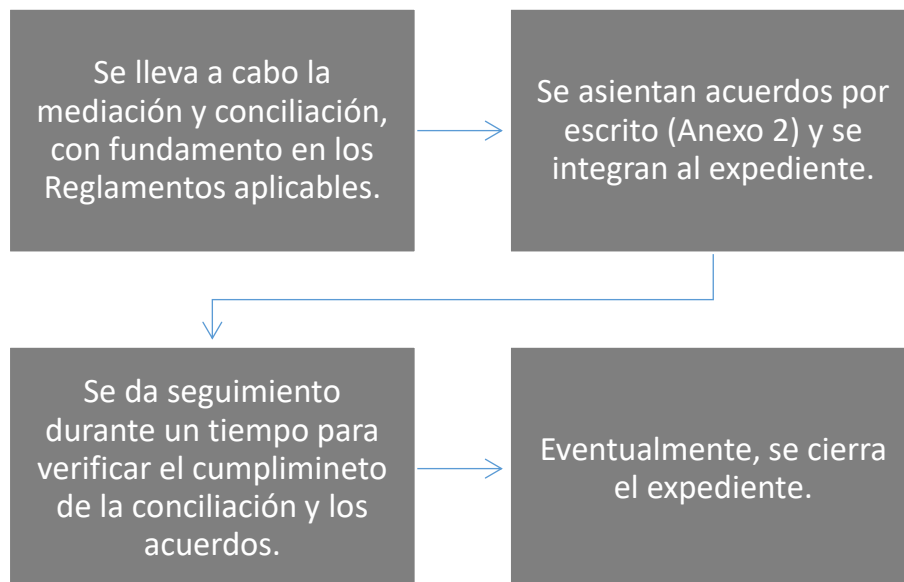 Se lleva a cabo la
mediación y conciliación,
con fundamento en los
Reglamentos aplicables.
Se asientan acuerdos por
escrito (Anexo 2) y se
integran al expediente.
Se da seguimiento
durante un tiempo para
verificar el cumplimineto
de la conciliación y los
acuerdos.
Eventualmente, se cierra
el expediente.